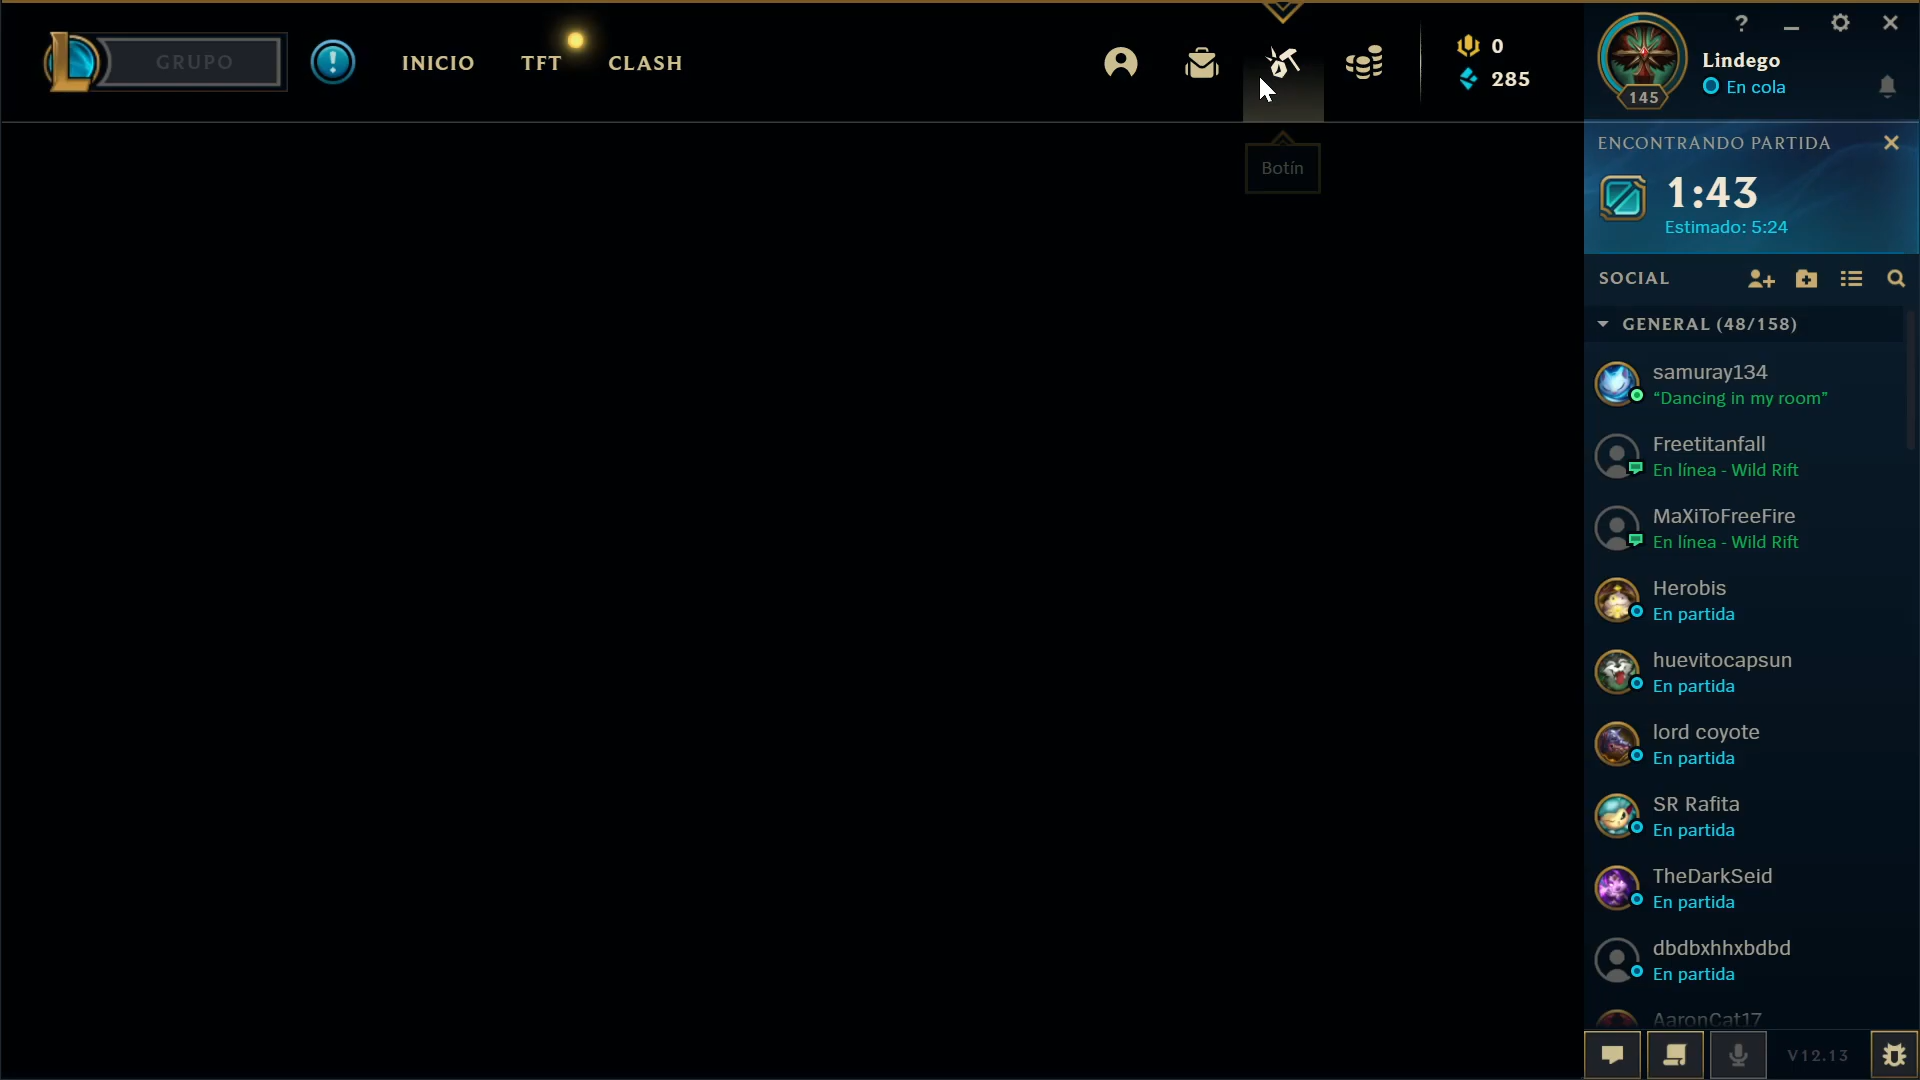 GRUPO
INICIO
TFT
CLASH
Botín
0
285
145
?
Lindego
En cola
ENCONTRANDO PARTIDA
1:43
Estimado: 5:24
SOCIAL
GENERAL (48/158)
samuray134
“Dancing in my room”
Freetitanfall
En línea - Wild Rift
MaXiToFreeFire
En línea - Wild Rift
Herobis
En partida
huevitocapsun
En partida
lord coyote
En partida
SR Rafita
En partida
TheDarkSeid
En partida
dbdbxhhxbdbd
En partida
AaronCat17
V12.13